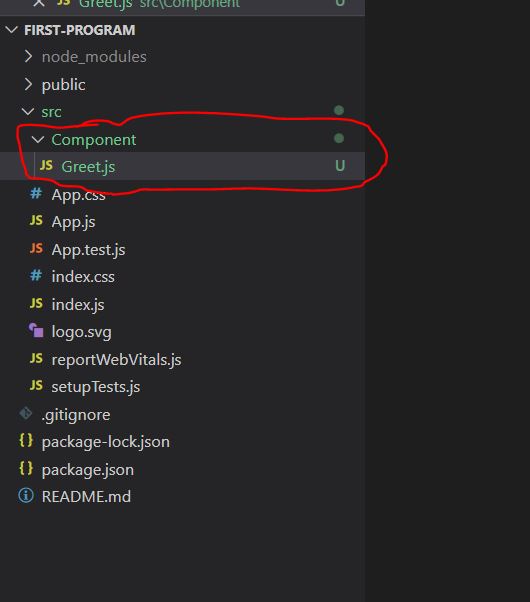 Greet.js src\Component U
FIRST-PROGRAM
node_modules
public
src
Component
JS Greet.js U
# App.css
JS App.js
JS App.test.js
# index.css
JS index.js
logo.svg
JS reportWebVitals.js
JS setupTests.js
.gitignore
{} package-lock.json
{} package.json
README.md